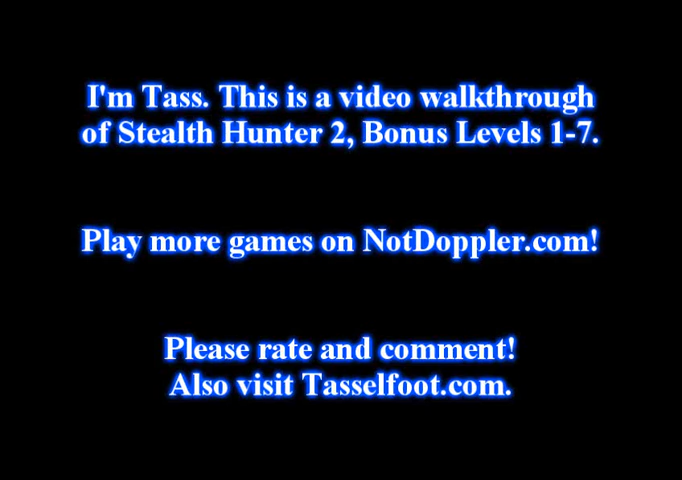 I'm Tass. This is a video walkthrough
of Stealth Hunter 2, Bonus Levels 1-7.
Play more games on NotDoppler.com!
Please rate and comment!
Also visit Tasselfoot.com.